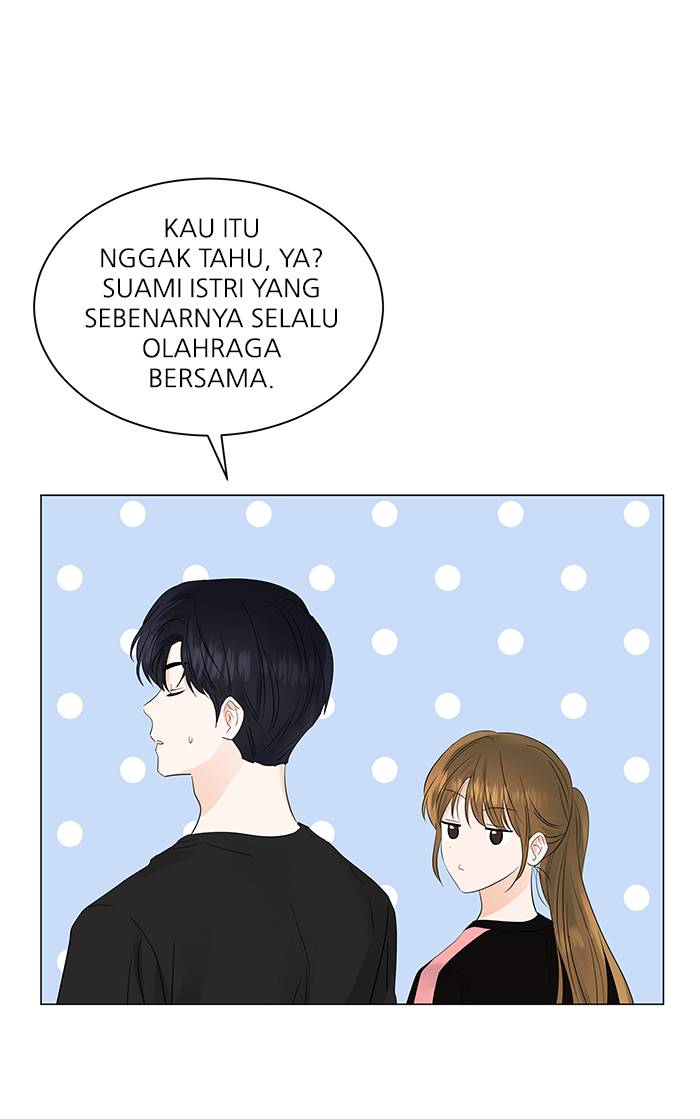 KAU ITU
NGGAK TAHU, YA?
SUAMI ISTRI YANG
SEBENARNYA SELALU
OLAHRAGA
BERSAMA.